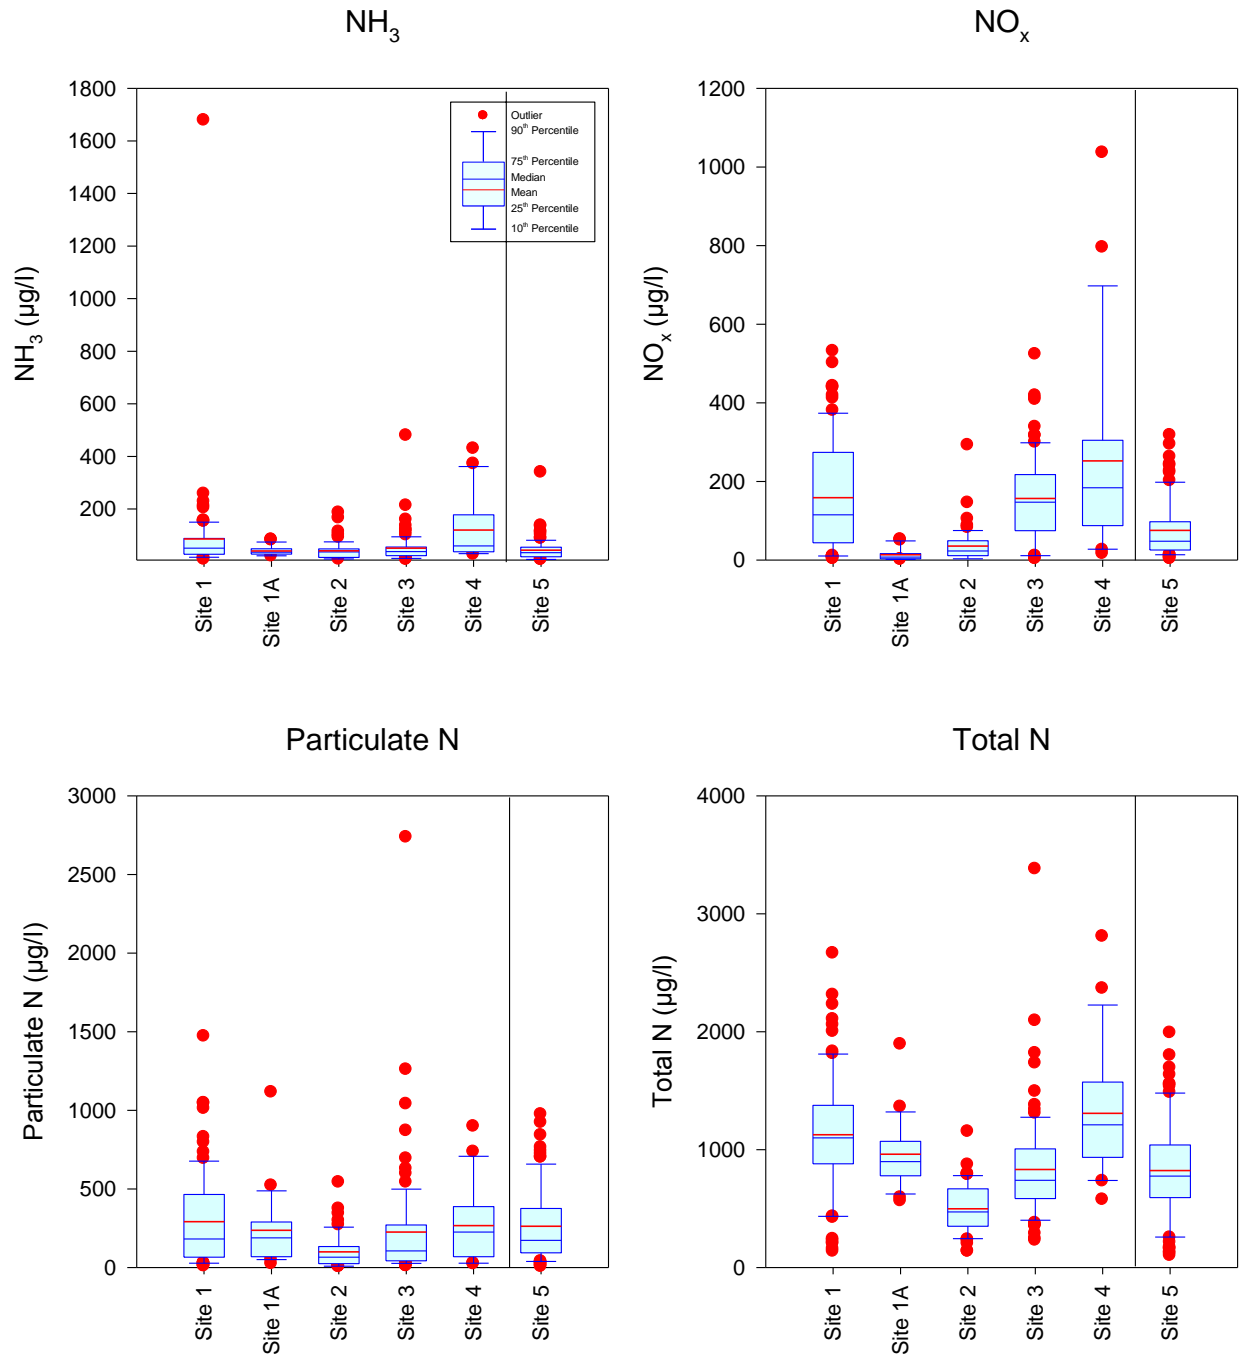 NH3
NOx
1800
1600
1400
1200
1000
800
600
400
200
NH3 (µg/l)
Outlier
90th Percentile
75th Percentile
Median
Mean
25th Percentile
10th Percentile
Site 1
Site 1A
Site 2
Site 3
Site 4
Site 5
1200
1000
800
600
400
200
0
NOx (µg/l)
Site 1
Site 1A
Site 2
Site 3
Site 4
Site 5
Particulate N
Total N
3000
2500
2000
1500
1000
500
0
Particulate N (µg/l)
Site 1
Site 1A
Site 2
Site 3
Site 4
Site 5
4000
3000
2000
1000
0
Total N (µg/l)
Site 1
Site 1A
Site 2
Site 3
Site 4
Site 5